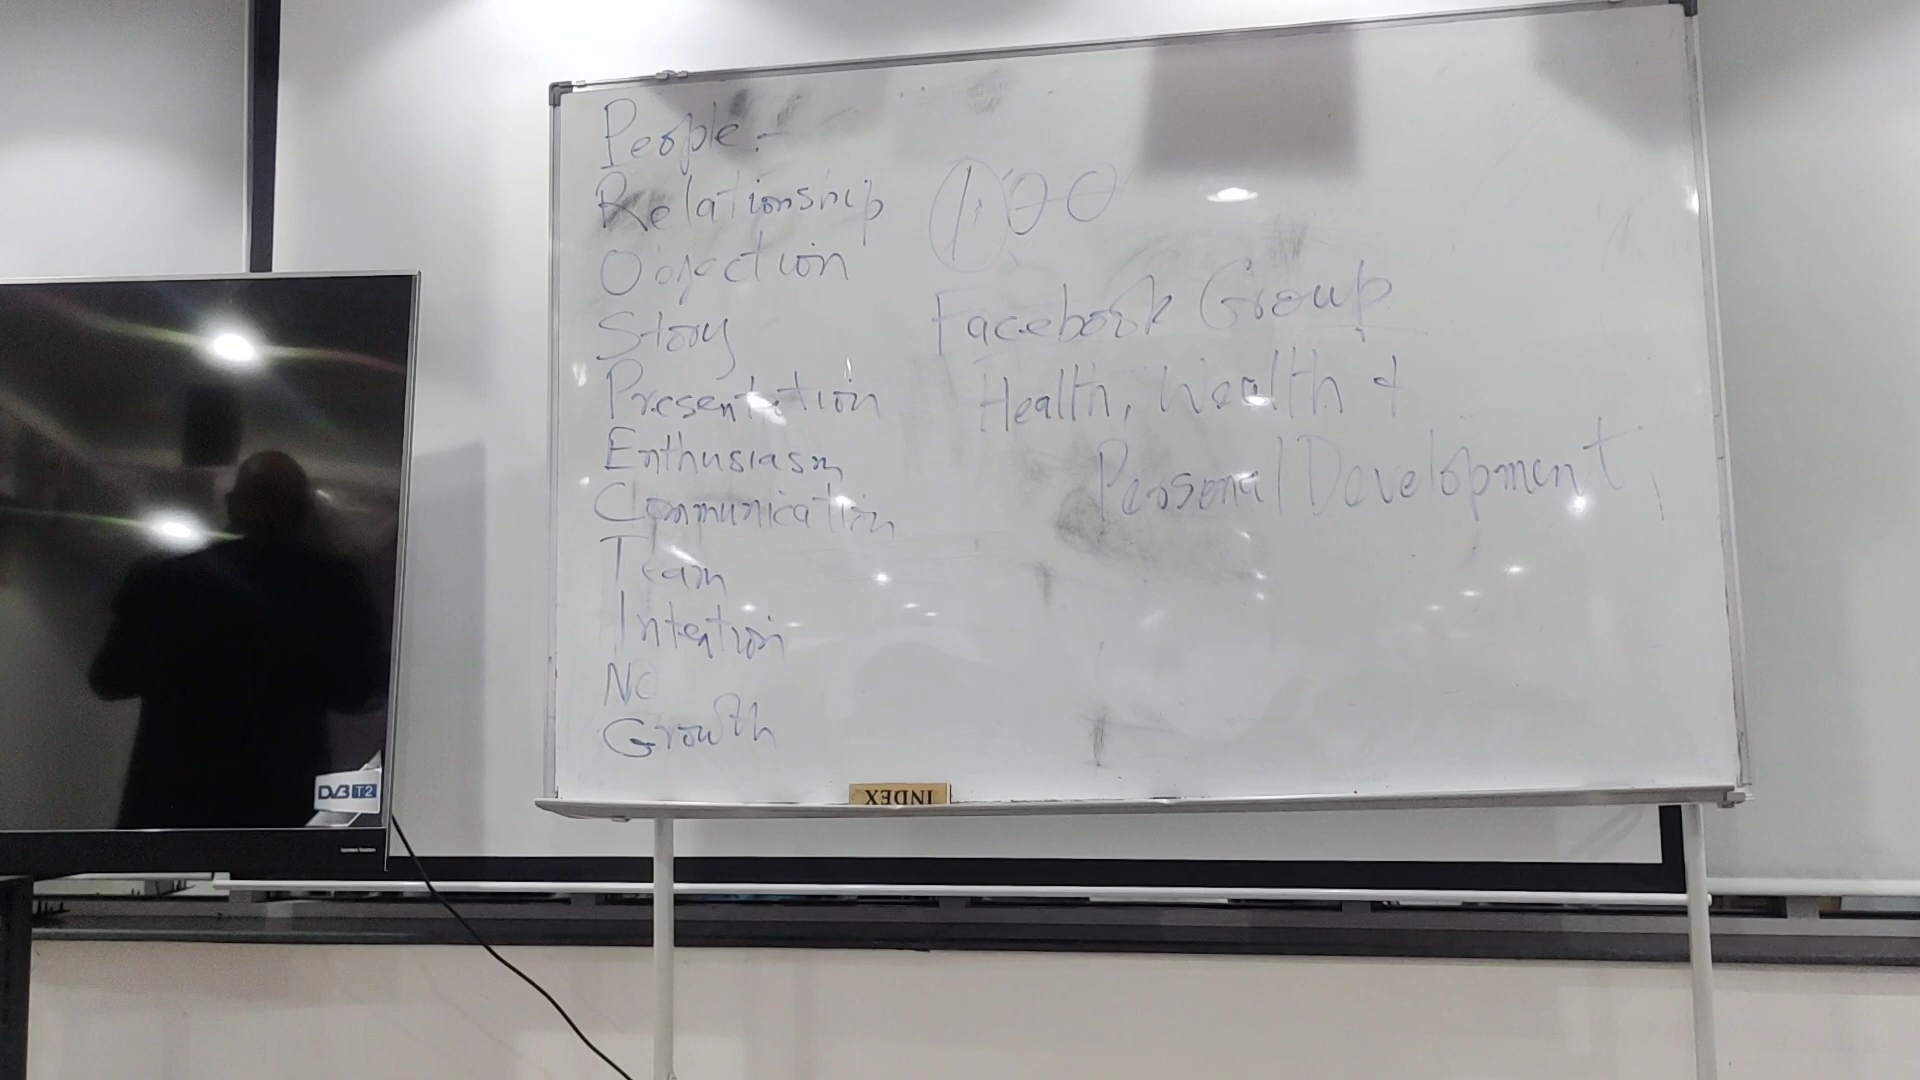 People:-
Relationship
Objection
Story
Presentation
Enthusiasm
Communication
Team
Intention
NO
Growth
100
Facebook Group
Health, Wealth &
Personal Development
INDEX
DVB T2